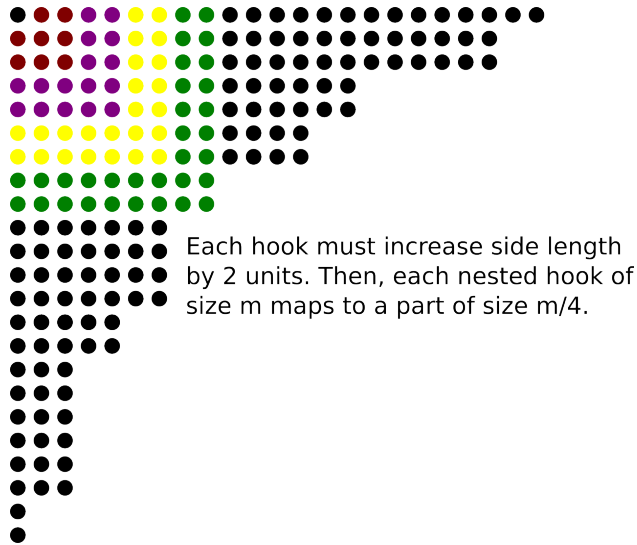 Each hook must increase side length
by 2 units. Then, each nested hook of
size m maps to a part of size m/4.